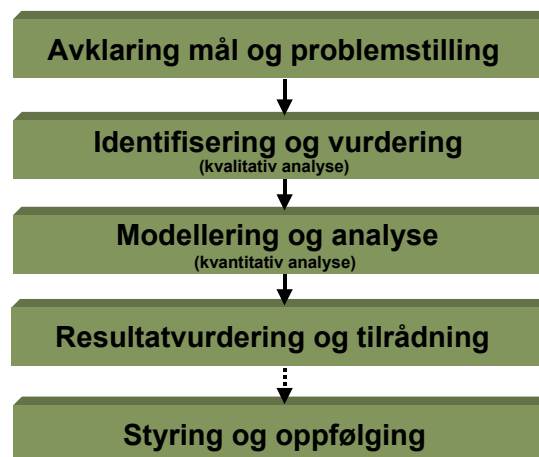 Avklaring mål og problemstilling
Identifisering og vurdering
(kvalitativ analyse)
Modellering og analyse
(kvantitativ analyse)
Resultatvurdering og tilrådning
Styring og oppfølging